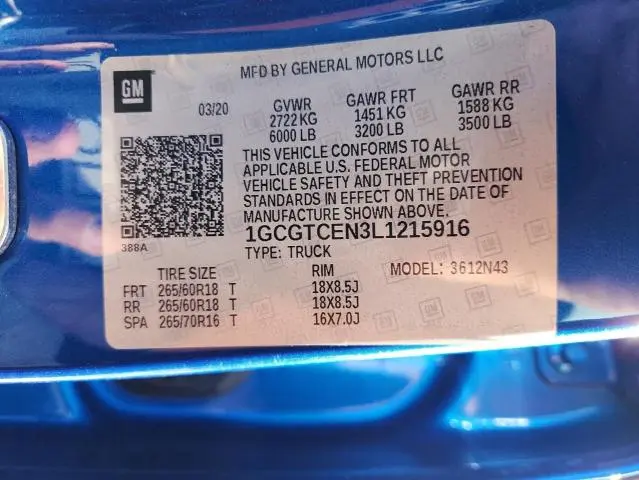 MFD BY GENERAL MOTORS LLC
GM
03/20
GVWR GAWR FRT GAWR RR
2722 KG 1451 KG 1588 KG
6000 LB 3200 LB 3500 LB
THIS VEHICLE CONFORMS TO ALL
APPLICABLE U.S. FEDERAL MOTOR
VEHICLE SAFETY AND THEFT PREVENTION
STANDARDS IN EFFECT ON THE DATE OF
MANUFACTURE SHOWN ABOVE.
388A
1GCGTCEN3L1215916
TYPE: TRUCK
TIRE SIZE RIM MODEL: 3612N43
FRT 265/60R18 T 18X8.5J
RR 265/60R18 T 18X8.5J
SPA 265/70R16 T 16X7.0J